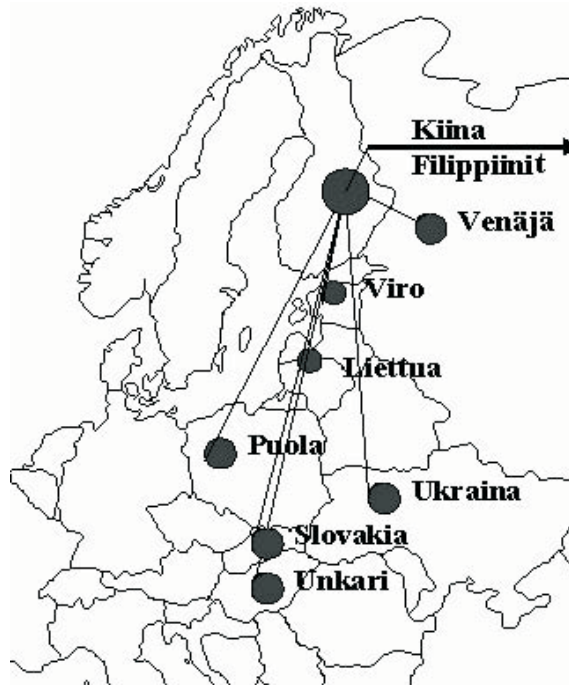 Kiina
Filippiinit
Venäjä
Viro
Liettua
Puola
Ukraina
Slovakia
Unkari